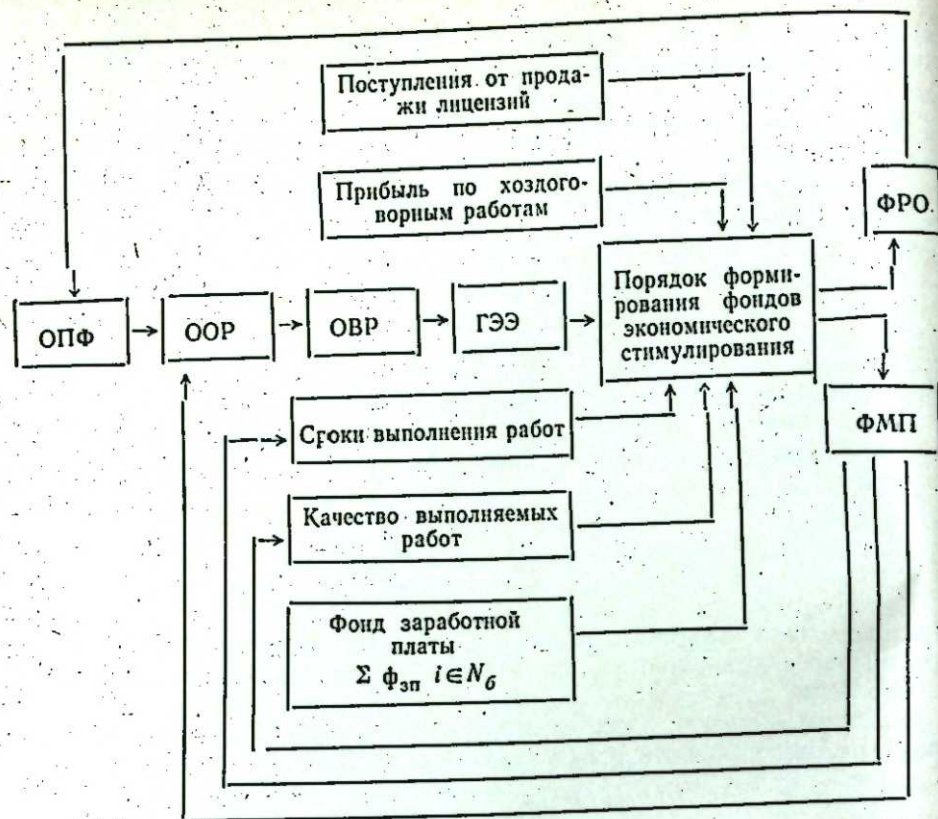 Поступления от прода-
жи лицензий
Прибыль по хоздого-
ворным работам
ФРО
ОПФ
ООР
ОВР
ГЭЭ
Порядок форми-
рования фондов
экономического
стимулирования
ФМП
Сроки выполнения работ
Качество выполняемых
работ
Фонд заработной
платы
Σ ф_зп i∈N_б